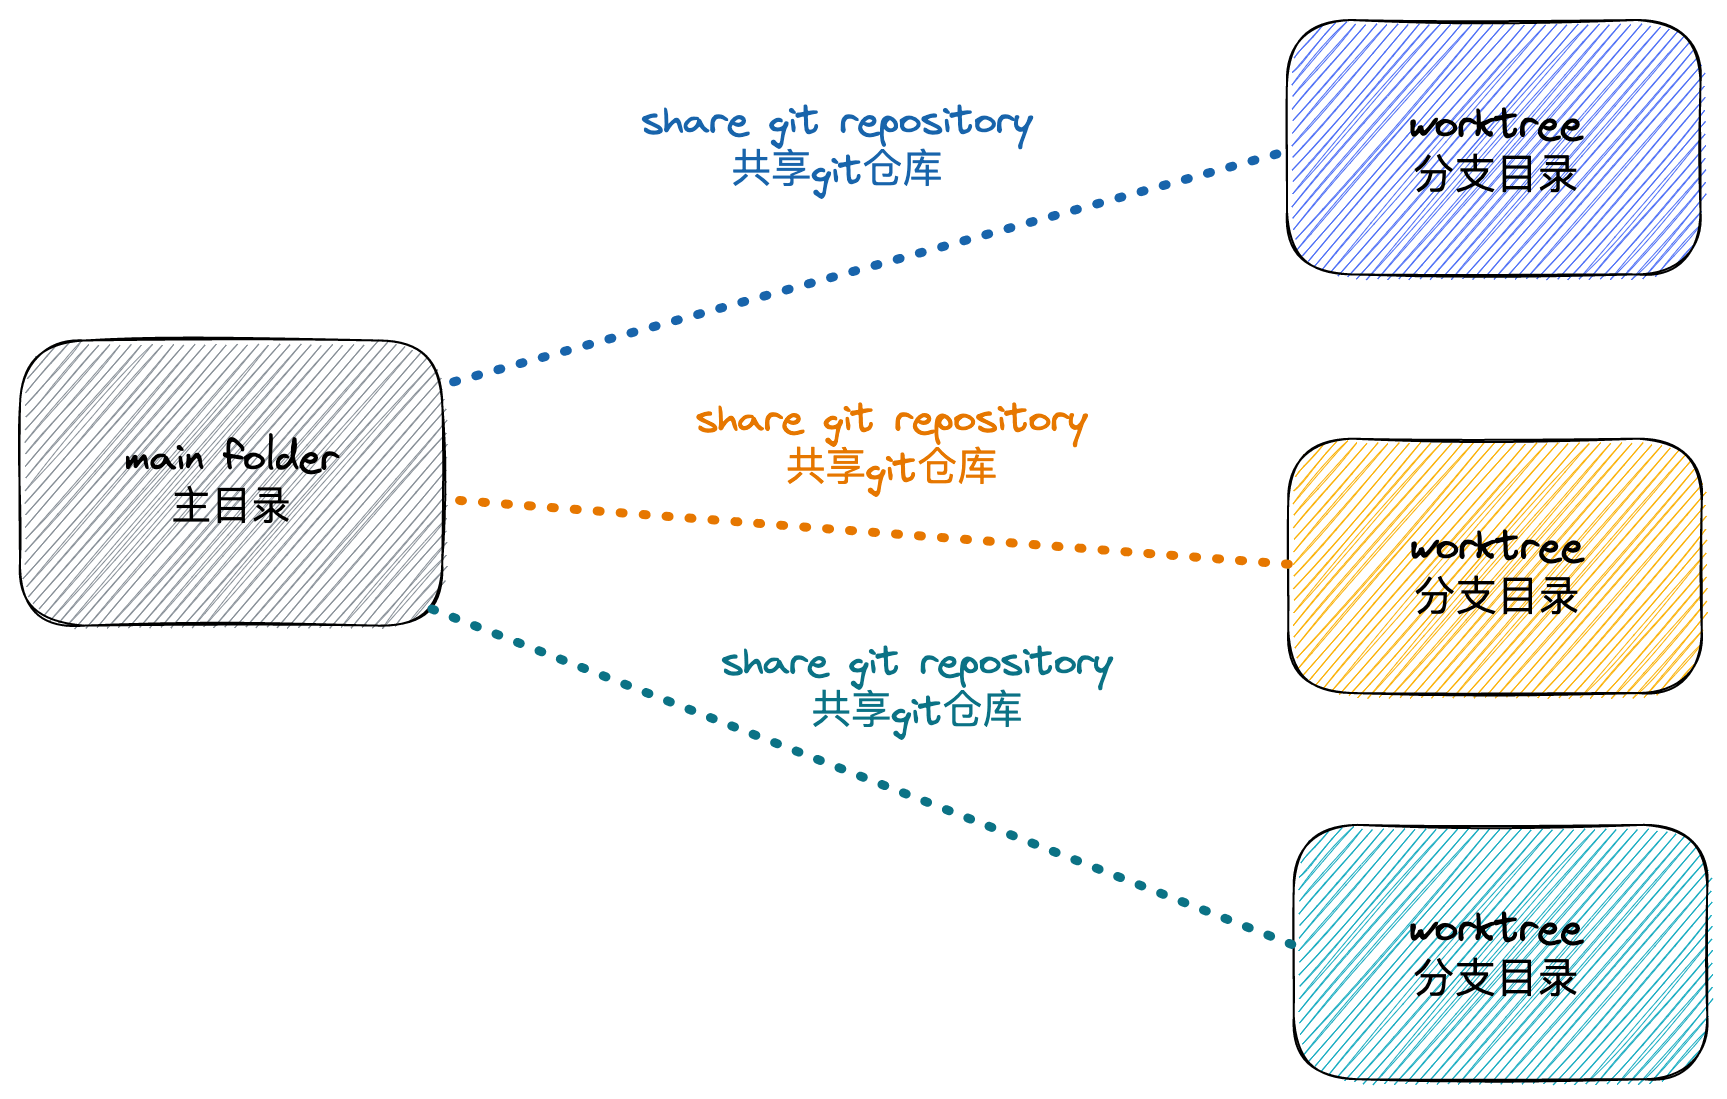 share git repository
共享git仓库
worktree
分支目录
main folder
主目录
share git repository
共享git仓库
worktree
分支目录
share git repository
共享git仓库
worktree
分支目录